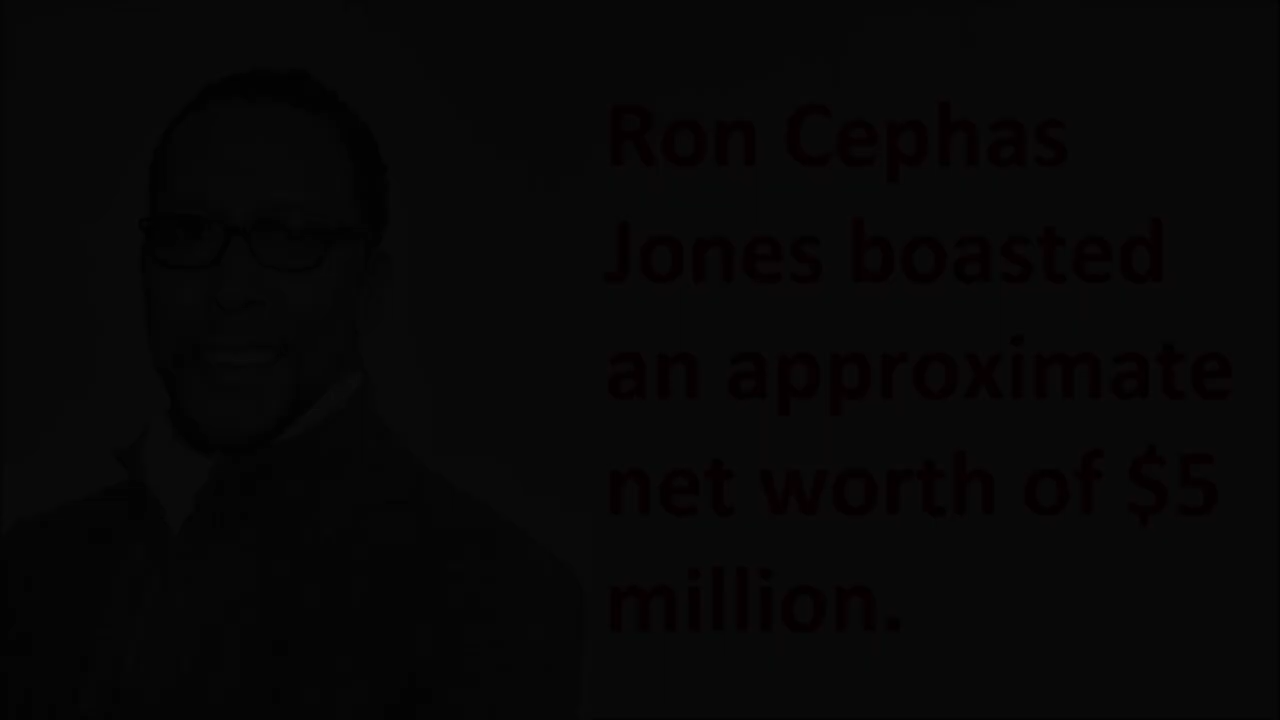 Ron Cephas
Jones boasted
an approximate
net worth of $5
million.